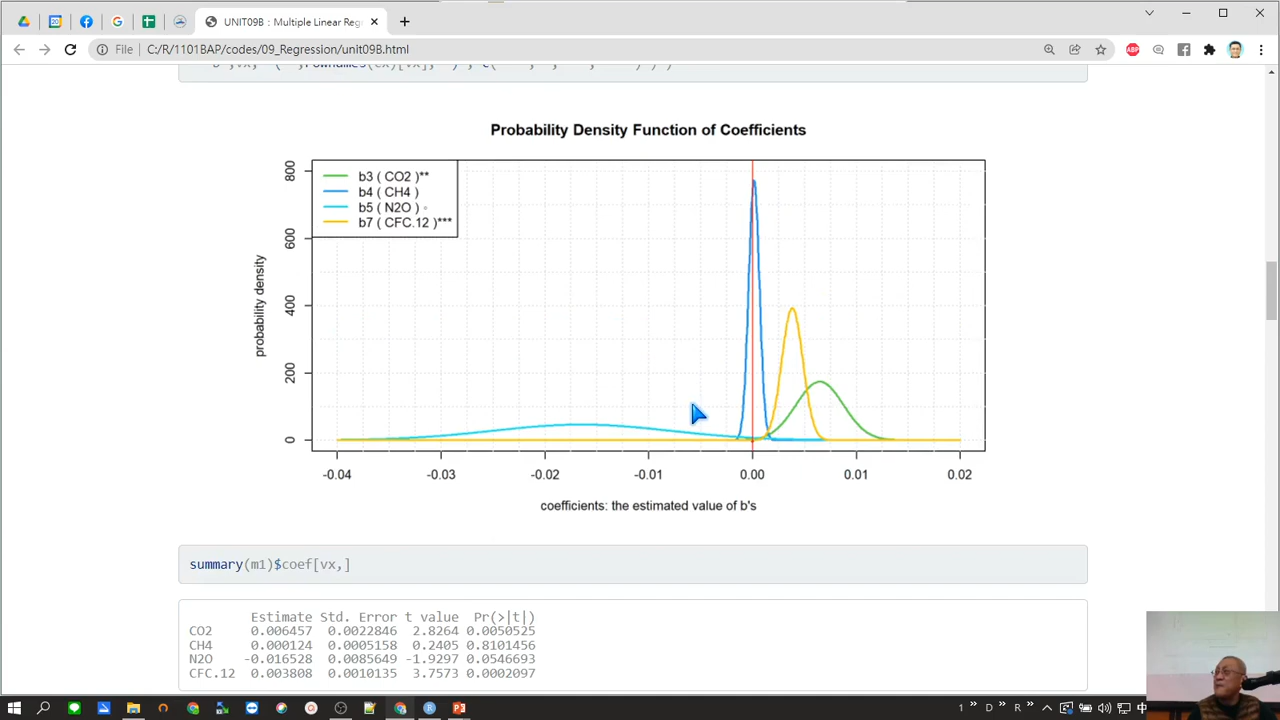 UNIT09B : Multiple Linear Reg
File
C:/R/1101BAP/codes/09_Regression/unit09B.html
ABP
Probability Density Function of Coefficients
b3 ( CO2 )**
b4 ( CH4 )
b5 ( N2O ) ·
b7 ( CFC.12 )***
probability density
800
600
400
200
0
-0.04 -0.03 -0.02 -0.01 0.00 0.01 0.02
coefficients: the estimated value of b's
summary(m1)$coef[vx,]
Estimate Std. Error t value Pr(>|t|)
CO2 0.006457 0.0022846 2.8264 0.0050525
CH4 0.000124 0.0005158 0.2405 0.8101456
N2O -0.016528 0.0085649 -1.9297 0.0546693
CFC.12 0.003808 0.0010135 3.7573 0.0002097
1 » D » R » 中